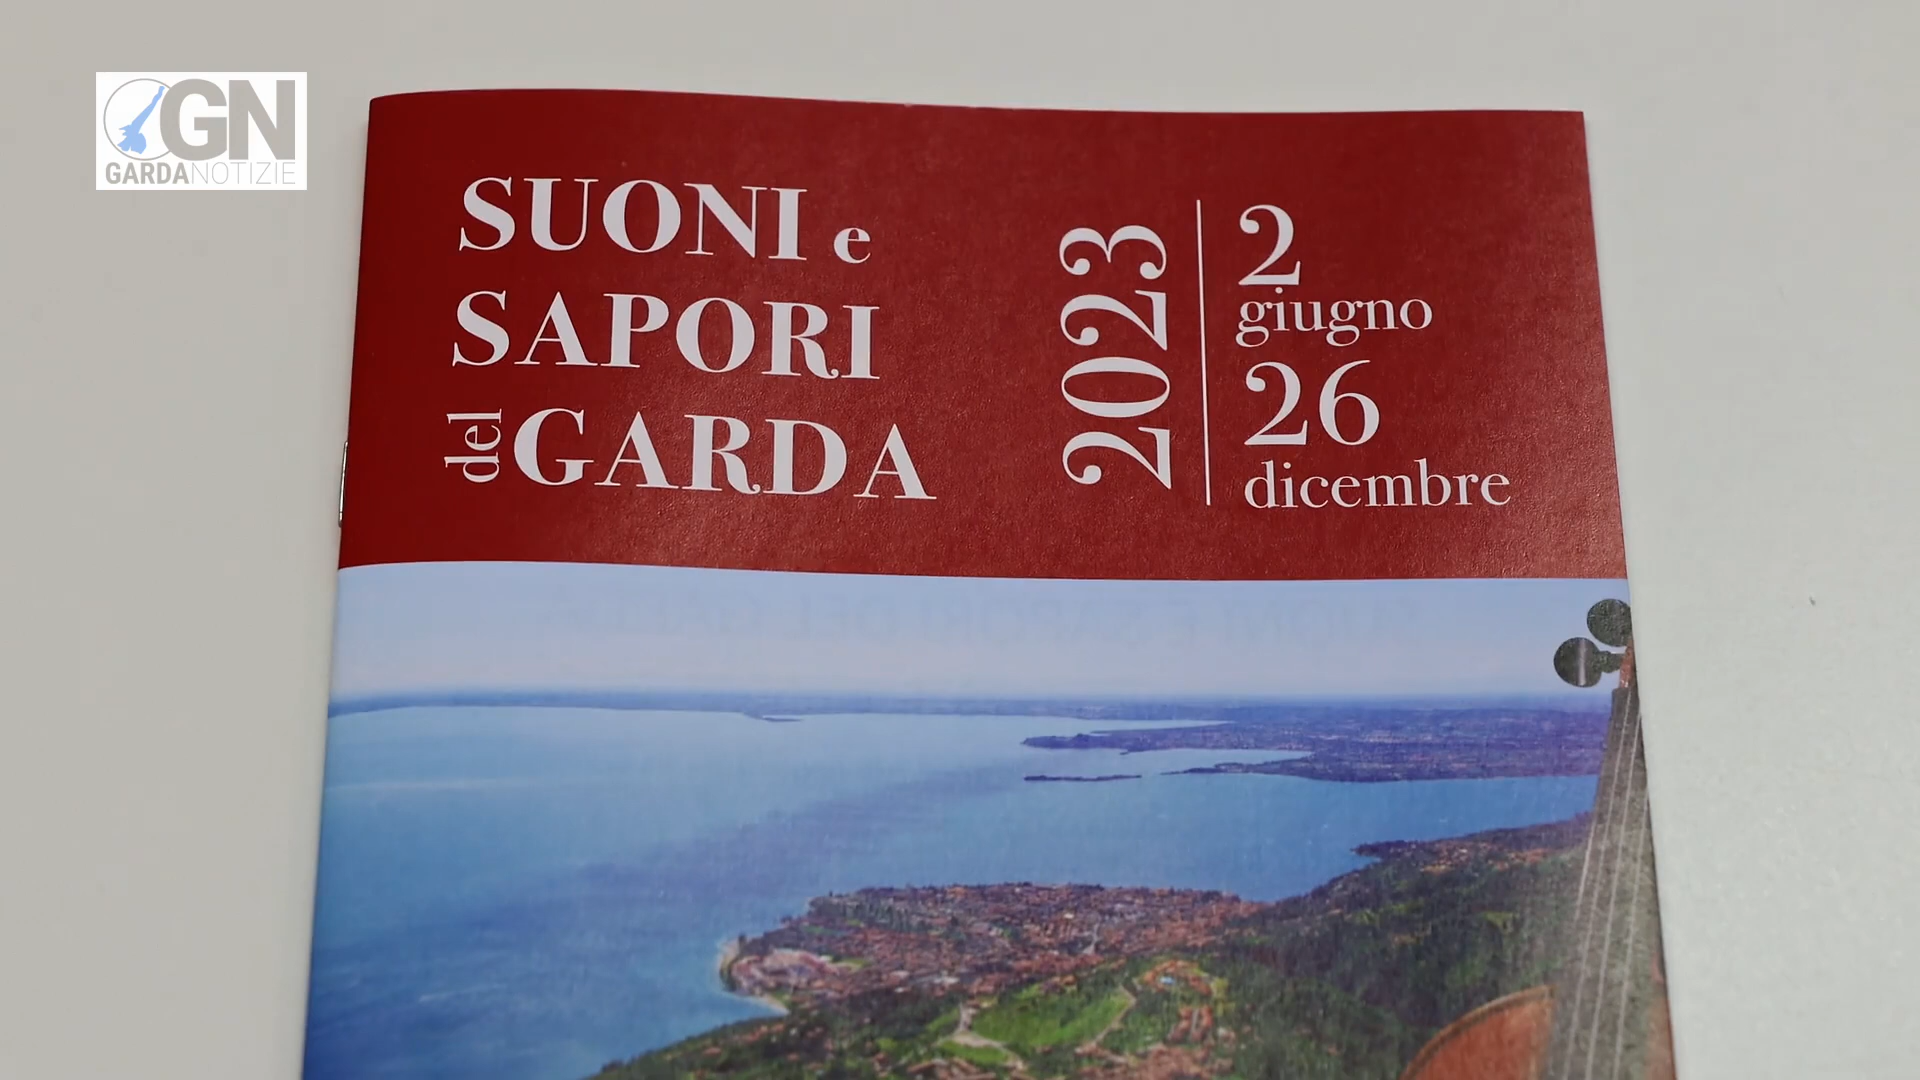 GN
GARDANOTIZIE
SUONI e
SAPORI
del GARDA
2023
2
giugno
26
dicembre